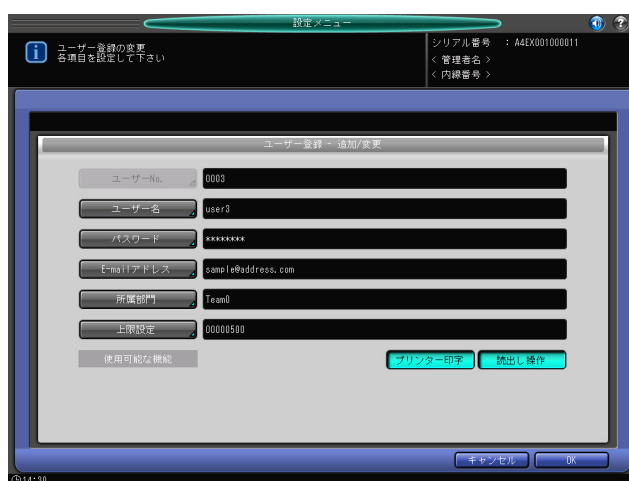 設定メニュー
ユーザー登録の変更
各項目を設定して下さい
シリアル番号 : A4EX001000011
< 管理者名 >
< 内線番号 >
ユーザー登録 - 追加/変更
ユーザーNo. 0003
ユーザー名 user3
パスワード ********
E-mailアドレス sample@address.com
所属部門 Team0
上限設定 00000500
使用可能な機能 プリンター印字 読出し操作
キャンセル OK
14:30